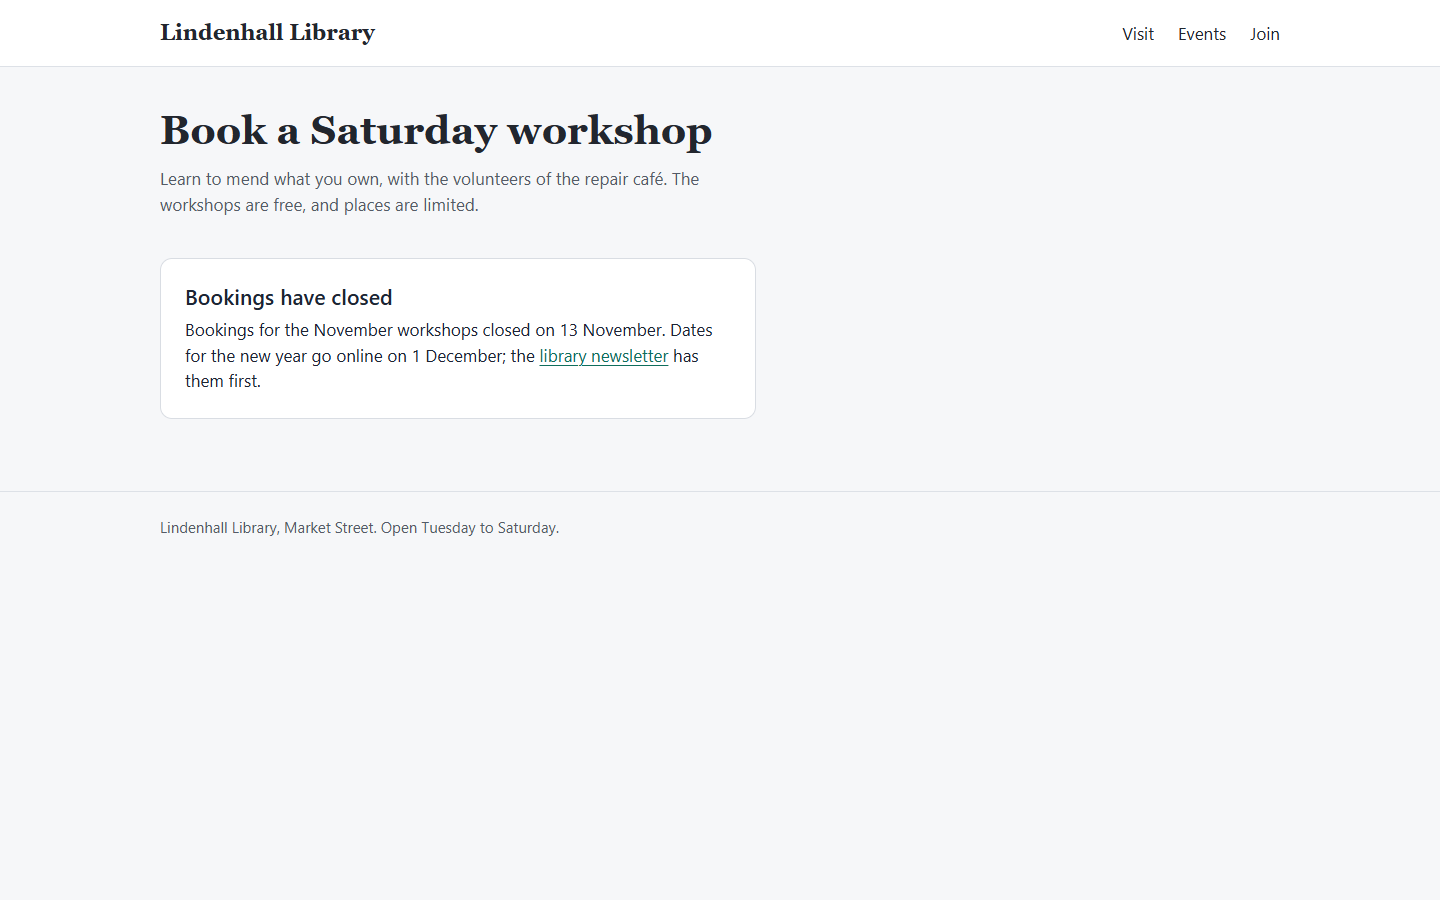 Lindenhall Library
Visit Events Join
Book a Saturday workshop
Learn to mend what you own, with the volunteers of the repair café. The
workshops are free, and places are limited.
Bookings have closed
Bookings for the November workshops closed on 13 November. Dates
for the new year go online on 1 December; the library newsletter has
them first.
Lindenhall Library, Market Street. Open Tuesday to Saturday.